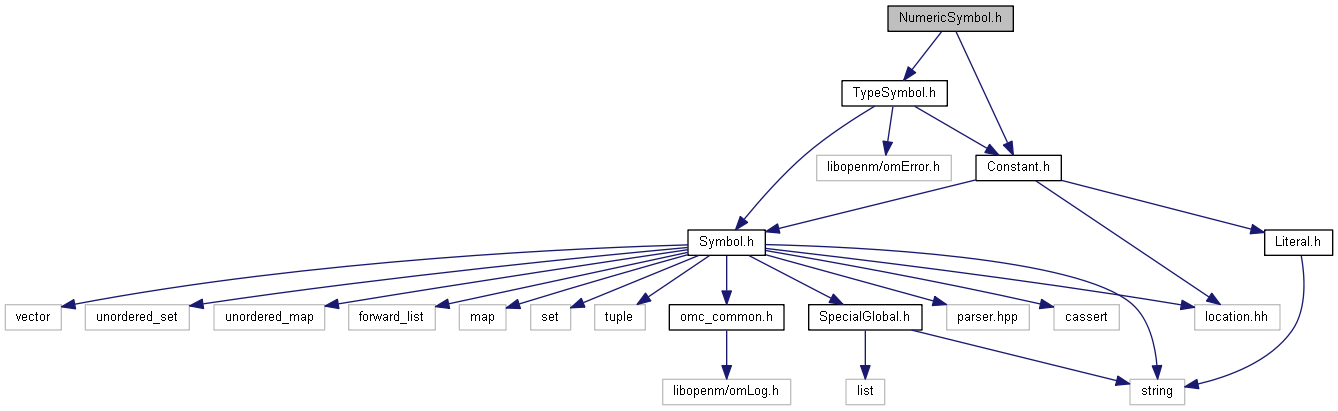 NumericSymbol.h
TypeSymbol.h
libopenm/omError.h
Constant.h
Symbol.h
Literal.h
vector
unordered_set
unordered_map
forward_list
map
set
tuple
omc_common.h
SpecialGlobal.h
parser.hpp
cassert
location.hh
libopenm/omLog.h
list
string